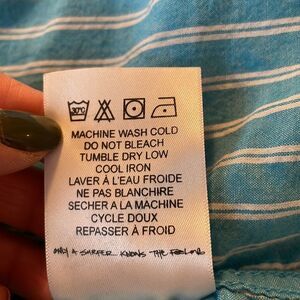 30°C
MACHINE WASH COLD
DO NOT BLEACH
TUMBLE DRY LOW
COOL IRON
LAVER À L'EAU FROIDE
NE PAS BLANCHIRE
SECHER A LA MACHINE
CYCLE DOUX
REPASSER À FROID
ONLY A SURFER KNOWS THE FEELING